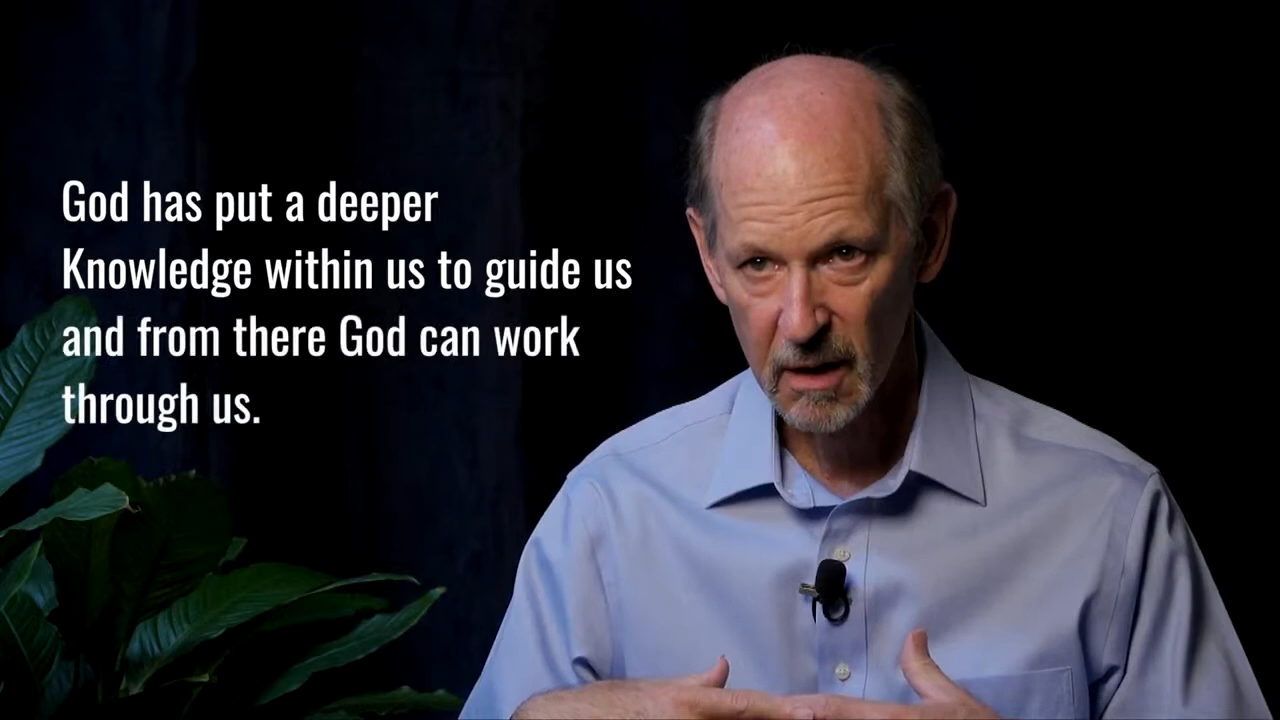 God has put a deeper
Knowledge within us to guide us
and from there God can work
through us.